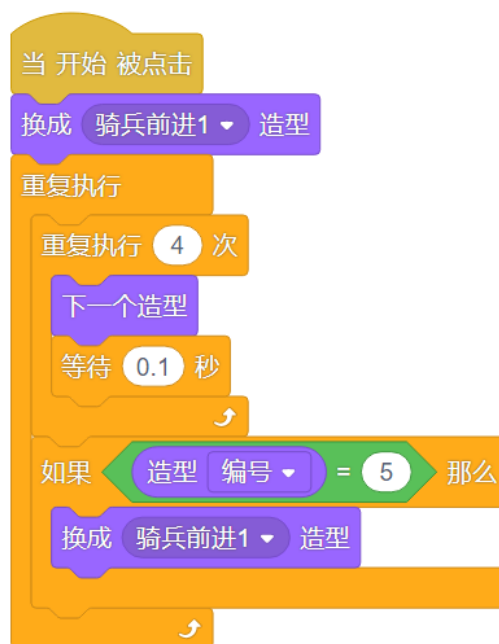 当 开始 被点击
换成 骑兵前进1 造型
重复执行
重复执行 4 次
下一个造型
等待 0.1 秒
如果 造型 编号 = 5 那么
换成 骑兵前进1 造型